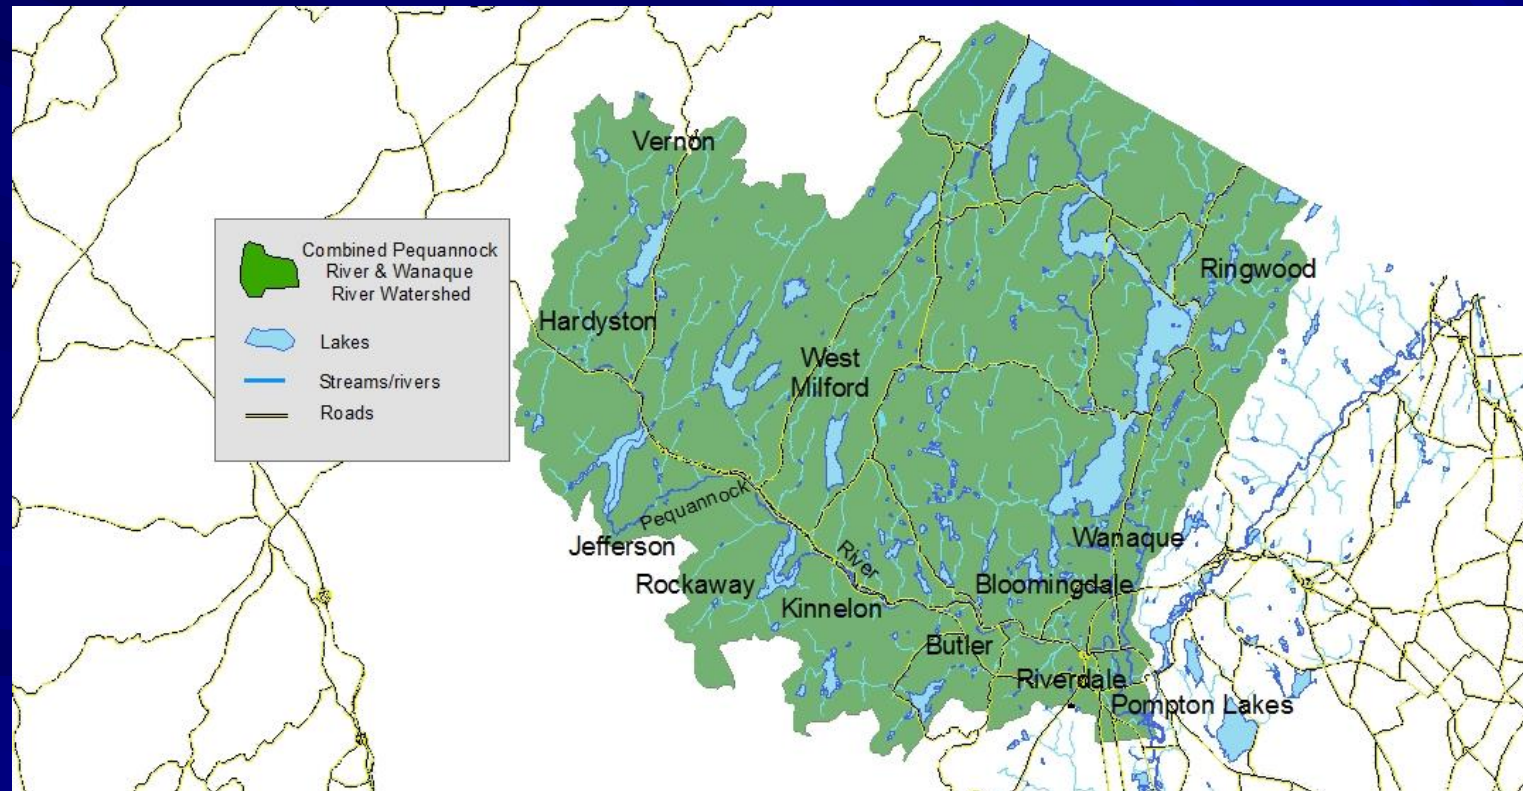 Vernon
Combined Pequannock
River & Wanaque
River Watershed
Lakes
Streams/rivers
Roads
Ringwood
Hardyston
West
Milford
Pequannock
River
Jefferson
Wanaque
Rockaway
Bloomingdale
Kinnelon
Butler
Riverdale
Pompton Lakes